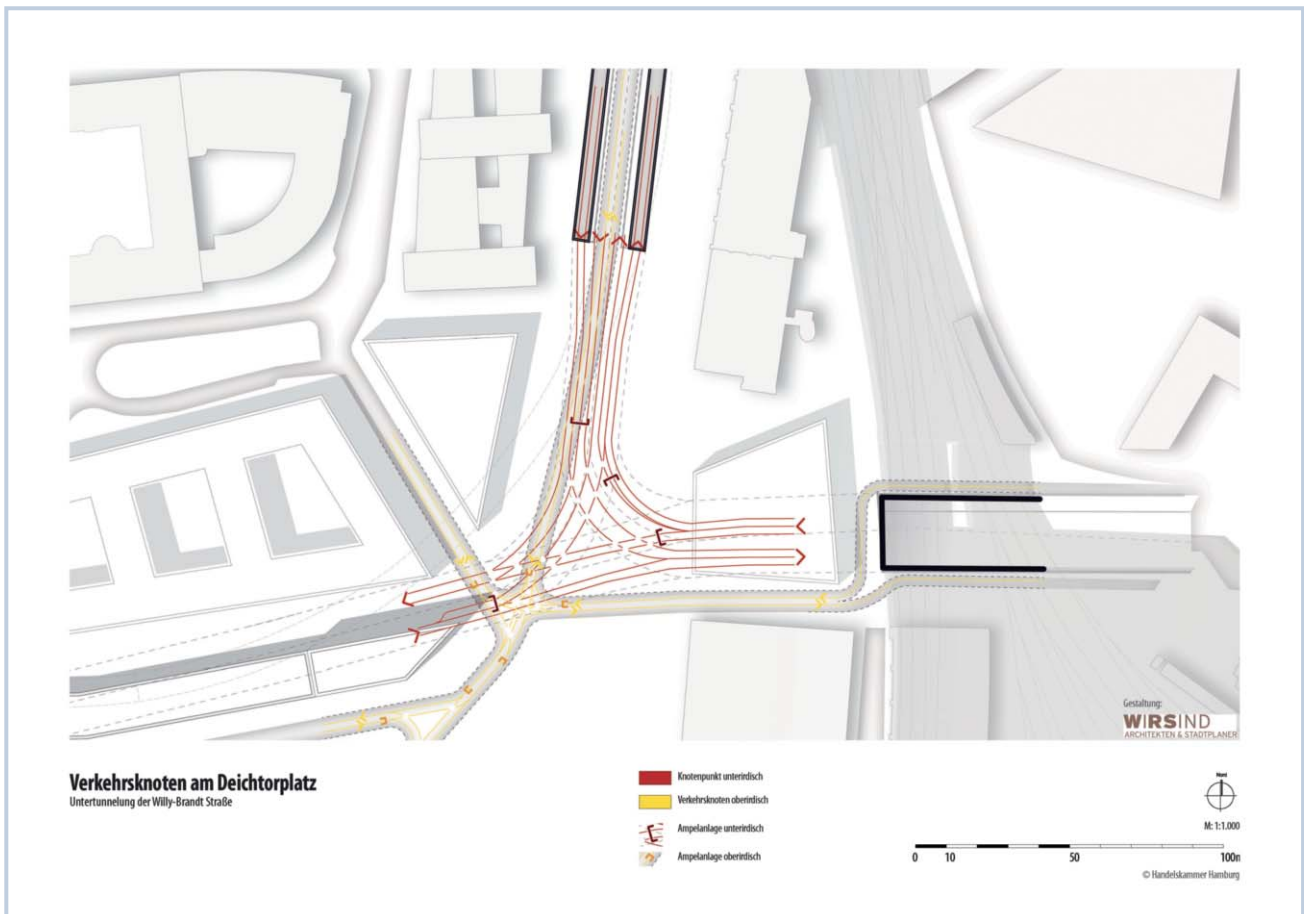 Gestaltung:
WIRSIND
ARCHITEKTEN & STADTPLANER
Verkehrsknoten am Deichtorplatz
Untertunnelung der Willy-Brandt Straße
Knotenpunkt unterirdisch
Verkehrsknoten oberirdisch
Ampelanlage unterirdisch
Ampelanlage oberirdisch
Nord
M: 1:1.000
0 10 50 100m
© Handelskammer Hamburg